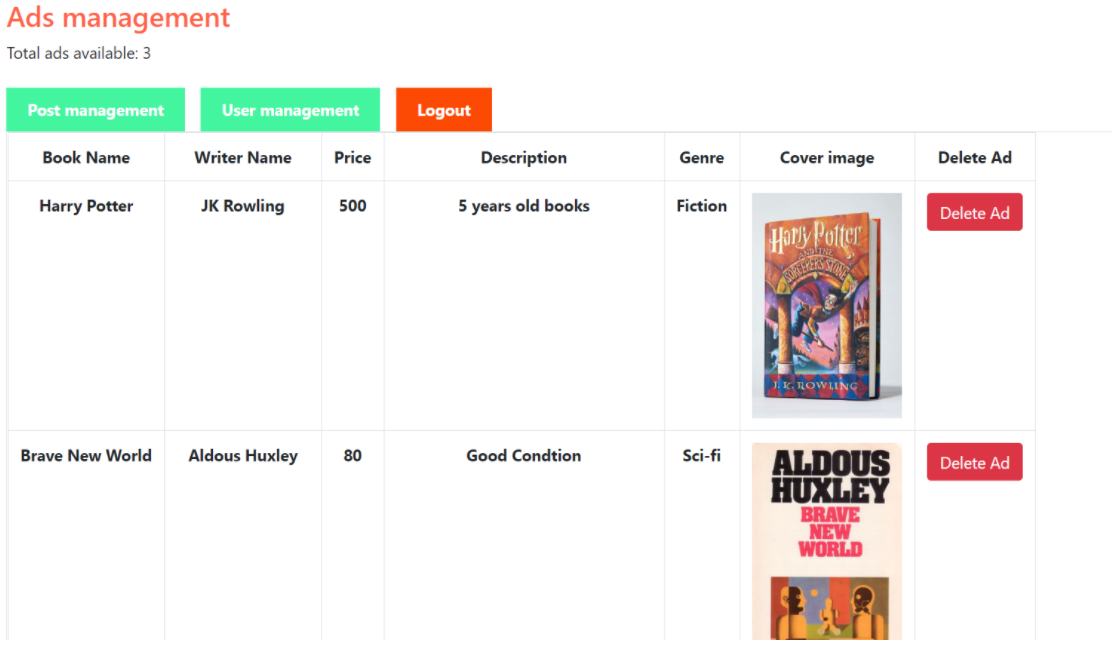 Ads management
Total ads available: 3
Post management User management Logout
Book Name Writer Name Price Description Genre Cover image Delete Ad
Harry Potter JK Rowling 500 5 years old books Fiction Delete Ad
Harry Potter
AND THE
SORCERER'S STONE
J. K. ROWLING
Brave New World Aldous Huxley 80 Good Condtion Sci-fi Delete Ad
ALDOUS
HUXLEY
BRAVE
NEW
WORLD